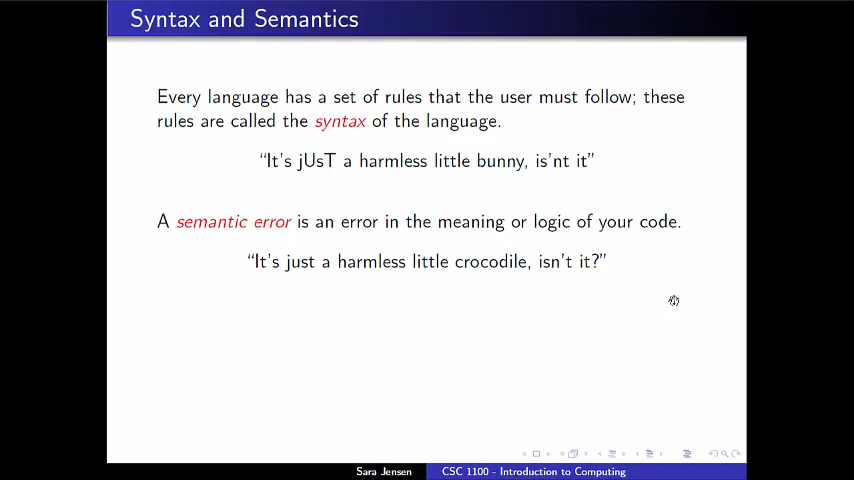 Syntax and Semantics
Every language has a set of rules that the user must follow; these
rules are called the syntax of the language.
“It’s jUsT a harmless little bunny, is’nt it”
A semantic error is an error in the meaning or logic of your code.
“It’s just a harmless little crocodile, isn’t it?”
Sara Jensen CSC 1100 - Introduction to Computing